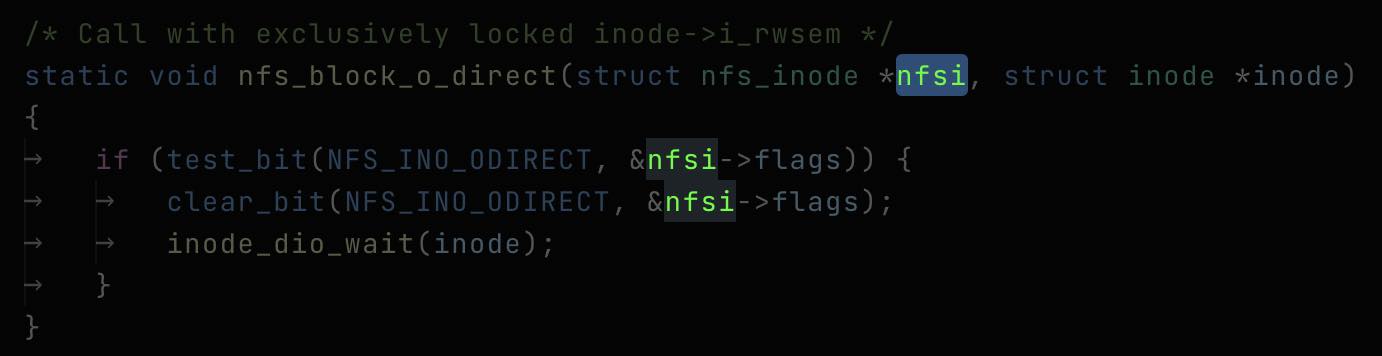 /* Call with exclusively locked inode->i_rwsem */
static void nfs_block_o_direct(struct nfs_inode *nfsi, struct inode *inode)
{
→   if (test_bit(NFS_INO_ODIRECT, &nfsi->flags)) {
→   →   clear_bit(NFS_INO_ODIRECT, &nfsi->flags);
→   →   inode_dio_wait(inode);
→   }
}